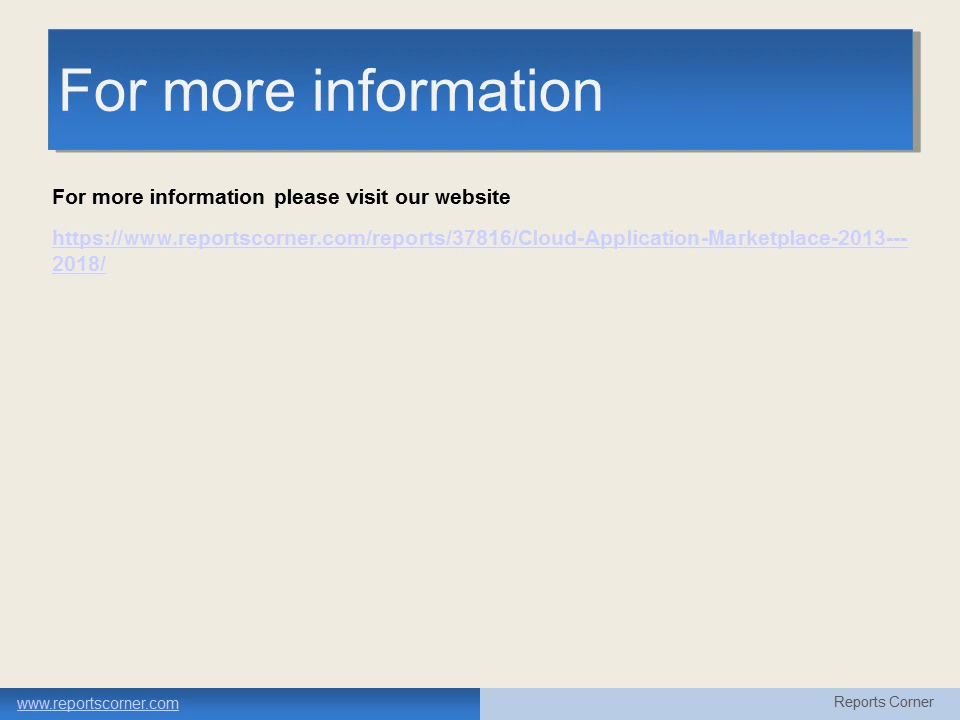 For more information
For more information please visit our website
https://www.reportscorner.com/reports/37816/Cloud-Application-Marketplace-2013---
2018/
www.reportscorner.com
Reports Corner